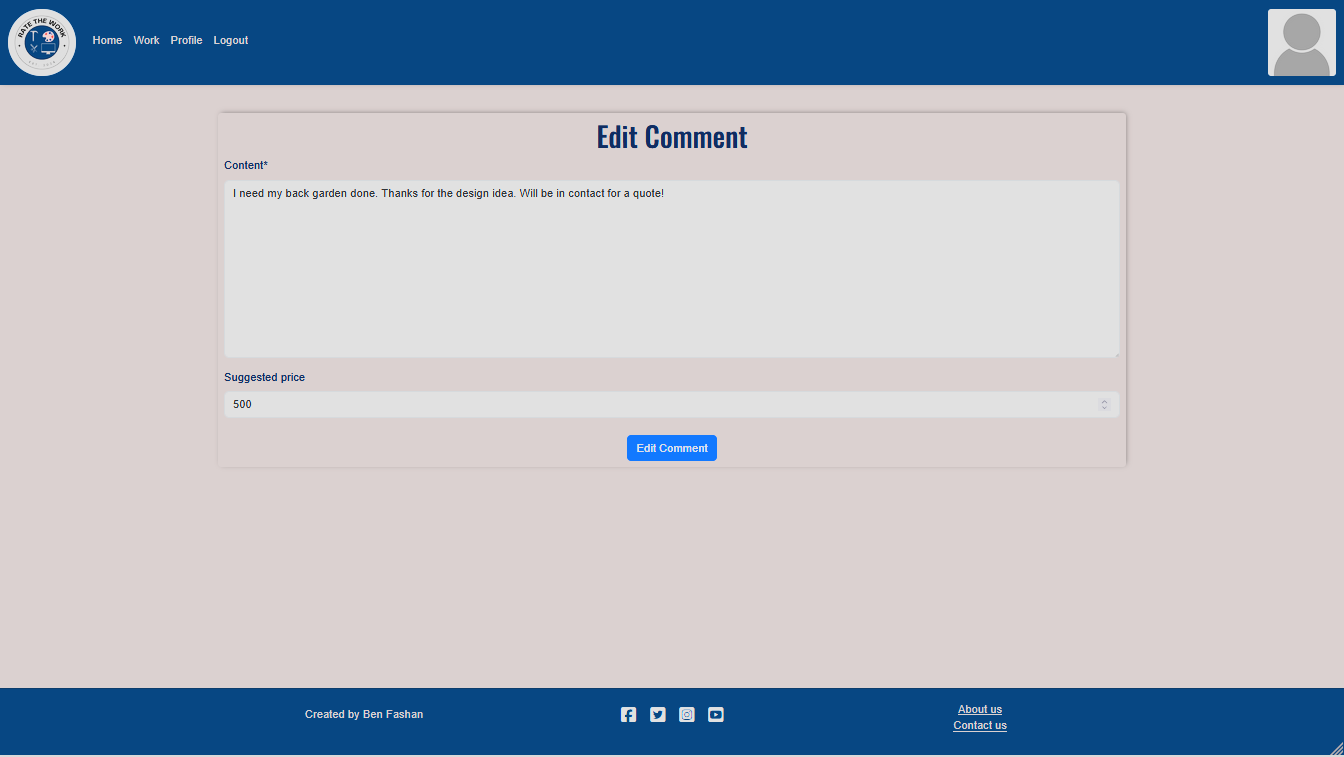 RATE THE WORK
Home Work Profile Logout
Edit Comment
Content*
I need my back garden done. Thanks for the design idea. Will be in contact for a quote!
Suggested price
500
Edit Comment
Created by Ben Fashan
About us
Contact us